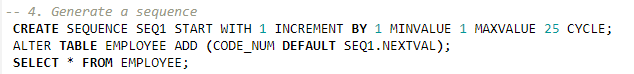 -- 4. Generate a sequence
CREATE SEQUENCE SEQ1 START WITH 1 INCREMENT BY 1 MINVALUE 1 MAXVALUE 25 CYCLE;
ALTER TABLE EMPLOYEE ADD (CODE_NUM DEFAULT SEQ1.NEXTVAL);
SELECT * FROM EMPLOYEE;